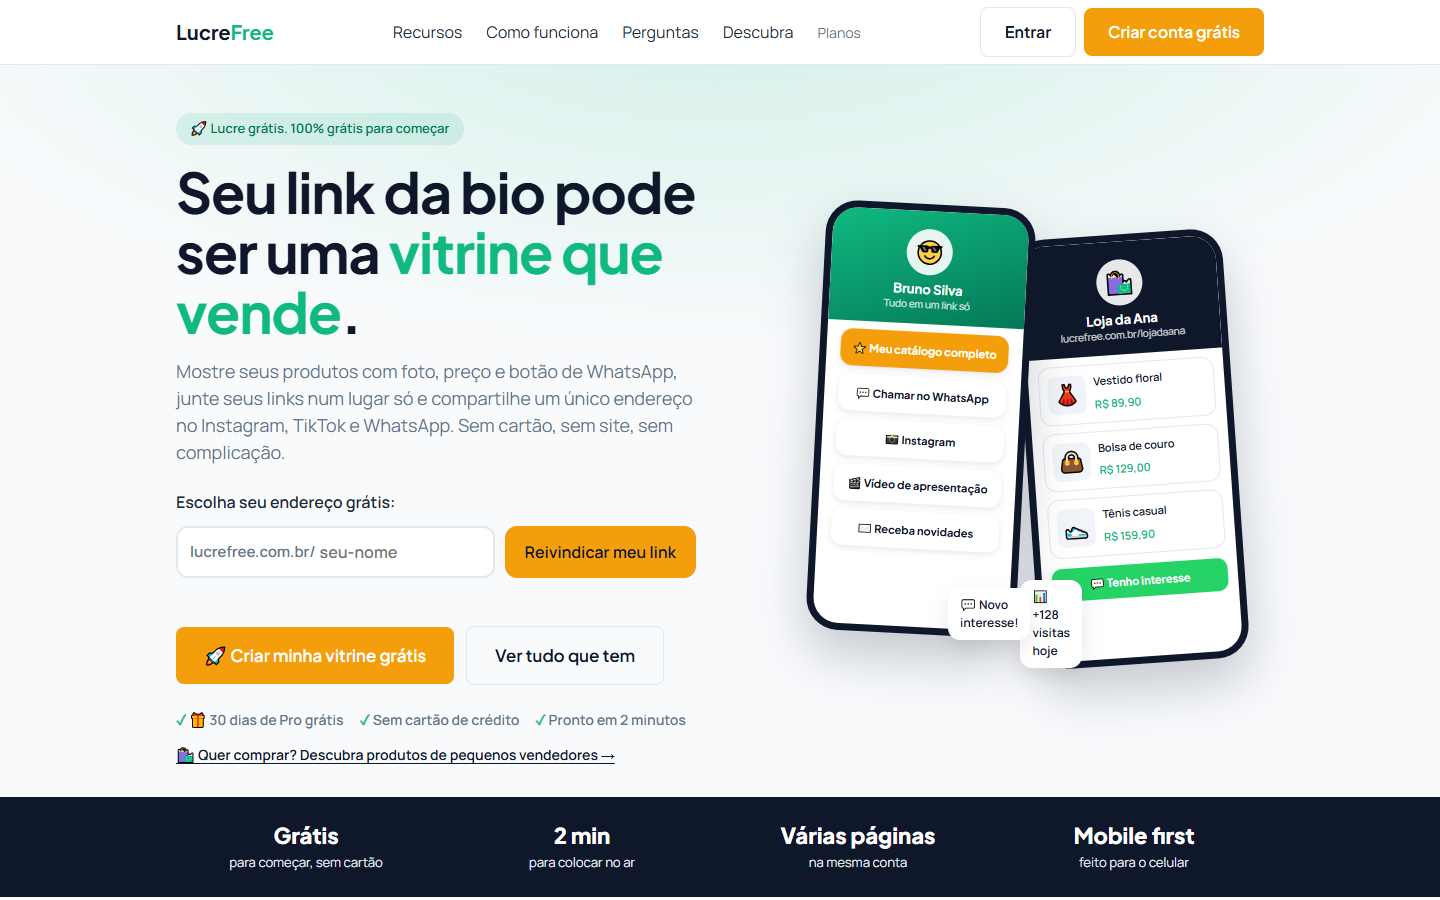 LucreFree
Recursos
Como funciona
Perguntas
Descubra
Planos
Entrar
Criar conta grátis
🚀 Lucre grátis. 100% grátis para começar
Seu link da bio pode
ser uma vitrine que
vende.
Mostre seus produtos com foto, preço e botão de WhatsApp,
junte seus links num lugar só e compartilhe um único endereço
no Instagram, TikTok e WhatsApp. Sem cartão, sem site, sem
complicação.
Escolha seu endereço grátis:
lucrefree.com.br/ seu-nome
Reivindicar meu link
🚀 Criar minha vitrine grátis
Ver tudo que tem
✓ 🎁 30 dias de Pro grátis
✓ Sem cartão de crédito
✓ Pronto em 2 minutos
🛍️ Quer comprar? Descubra produtos de pequenos vendedores →
Bruno Silva
Tudo em um link só
☆ Meu catálogo completo
💬 Chamar no WhatsApp
📸 Instagram
🎬 Vídeo de apresentação
Receba novidades
💬 Novo
interesse!
Loja da Ana
lucrefree.com.br/lojadaana
Vestido floral
R$ 89,90
Bolsa de couro
R$ 129,00
Tênis casual
R$ 159,90
💬 Tenho interesse
📊
+128
visitas
hoje
Grátis
para começar, sem cartão
2 min
para colocar no ar
Várias páginas
na mesma conta
Mobile first
feito para o celular